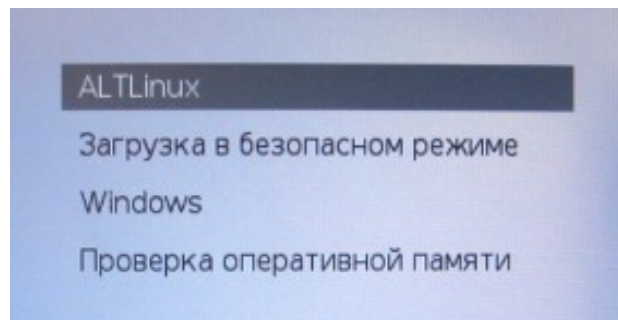 ALTLinux
Загрузка в безопасном режиме
Windows
Проверка оперативной памяти